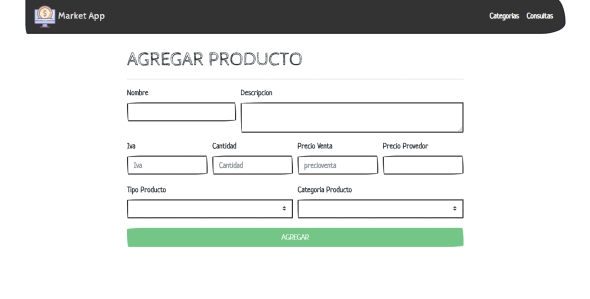 Market App
Categorias Consultas
AGREGAR PRODUCTO
Nombre Descripcion
Iva Cantidad Precio Venta Precio Provedor
Iva Cantidad precioventa
Tipo Producto Categoria Producto
AGREGAR